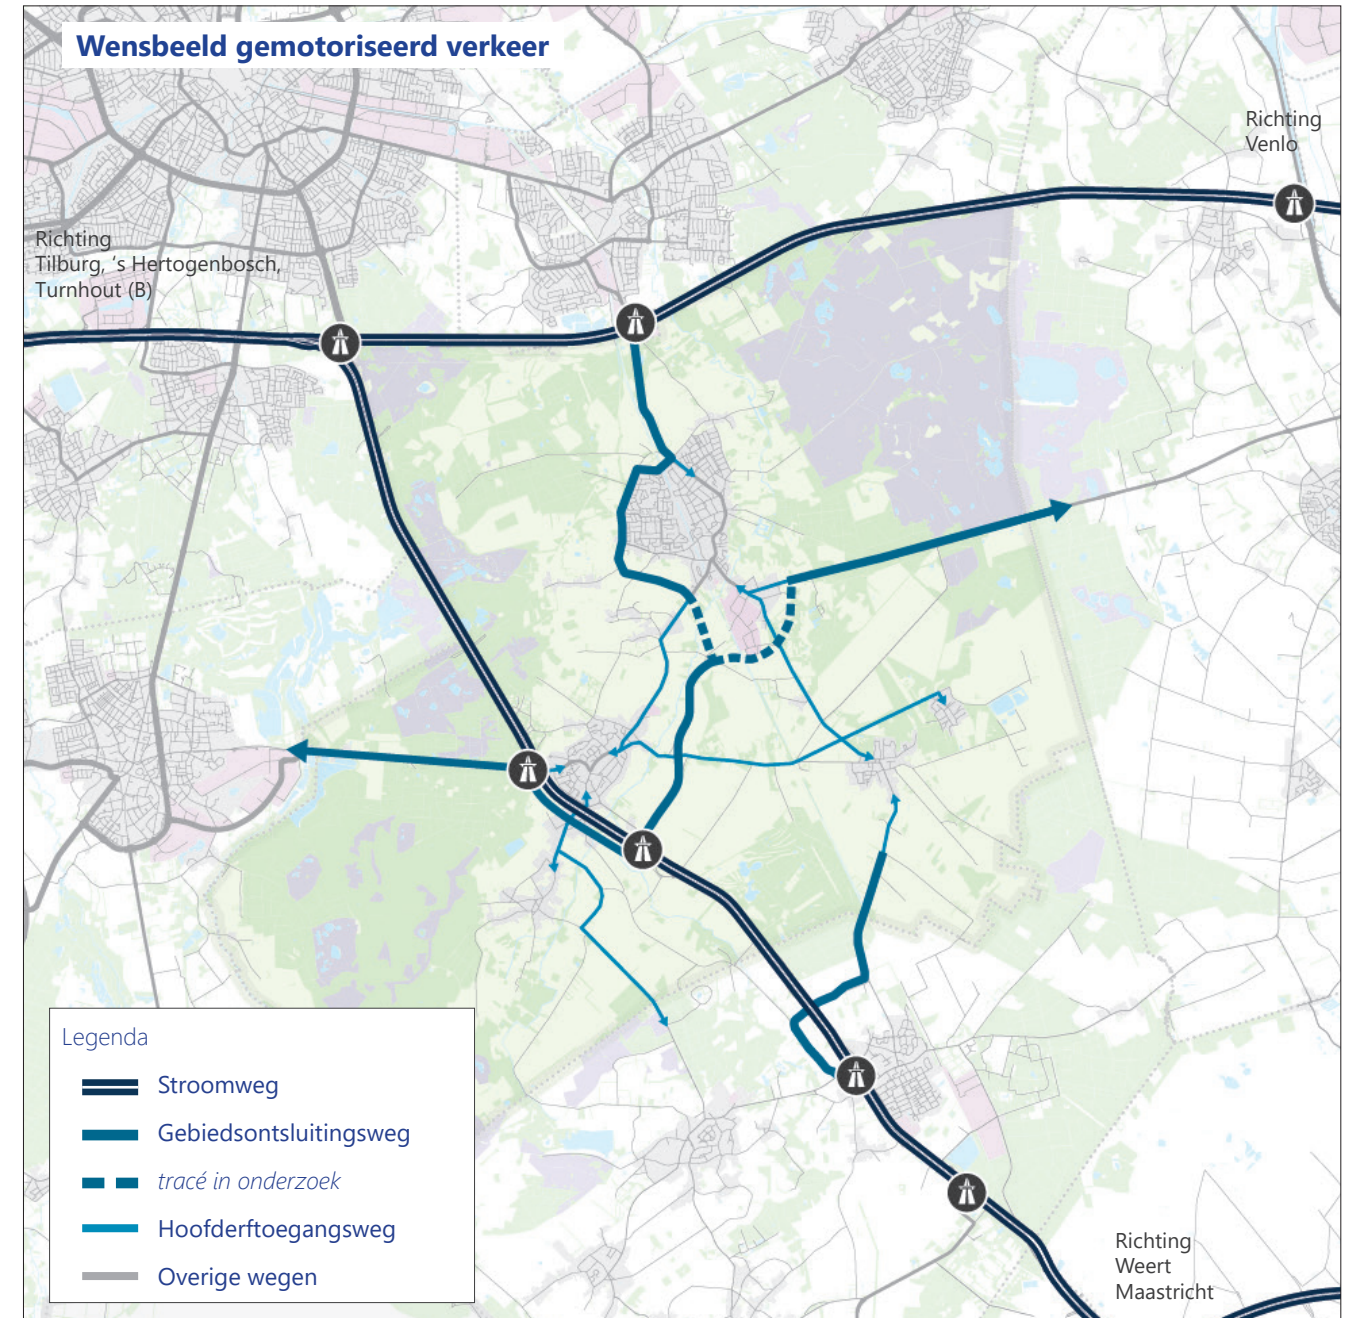 Wensbeeld gemotoriseerd verkeer
Richting
Venlo
Richting
Tilburg, ‘s Hertogenbosch,
Turnhout (B)
Legenda
Stroomweg
Gebiedsontsluitingsweg
tracé in onderzoek
Hoofderftoegangsweg
Overige wegen
Richting
Weert
Maastricht